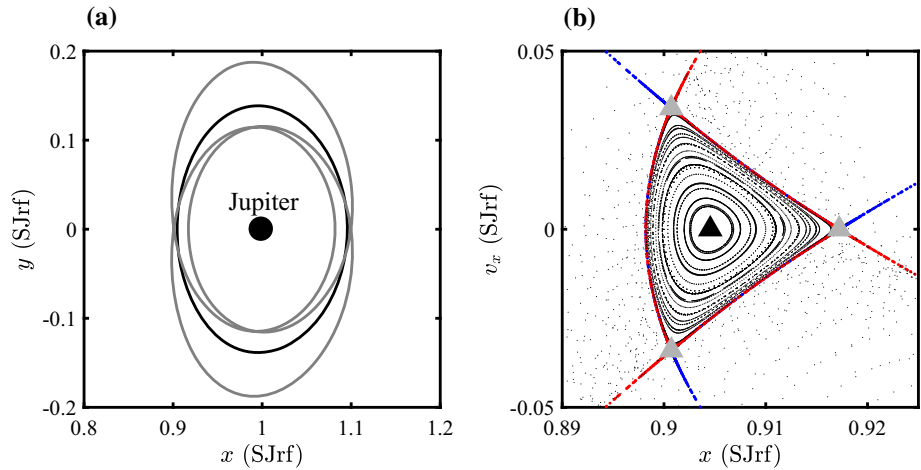 (a)
(b)
0.2
0.1
0
-0.1
-0.2
y (SJrf)
Jupiter
0.8
0.9
1
1.1
1.2
x (SJrf)
0.05
0
-0.05
v_x (SJrf)
0.89
0.9
0.91
0.92
x (SJrf)